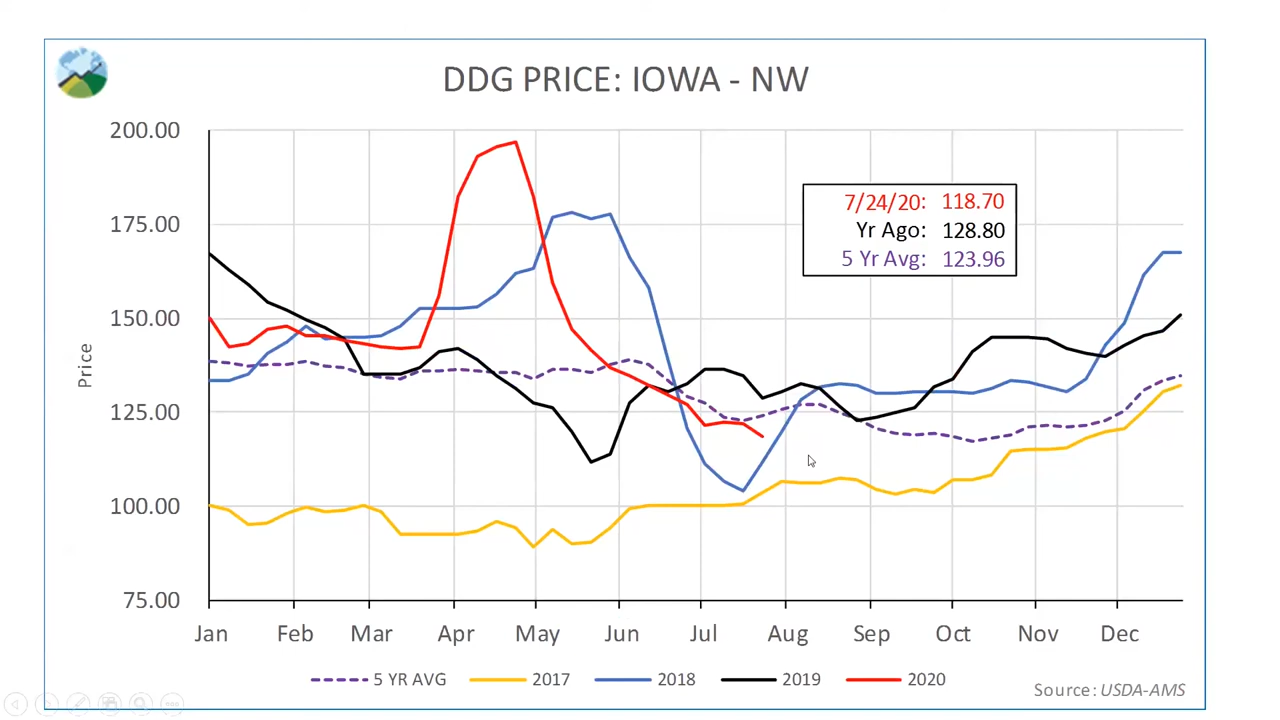 DDG PRICE: IOWA - NW
200.00
175.00
150.00
125.00
100.00
75.00
Price
7/24/20: 118.70
Yr Ago: 128.80
5 Yr Avg: 123.96
Jan Feb Mar Apr May Jun Jul Aug Sep Oct Nov Dec
5 YR AVG 2017 2018 2019 2020
Source: USDA-AMS